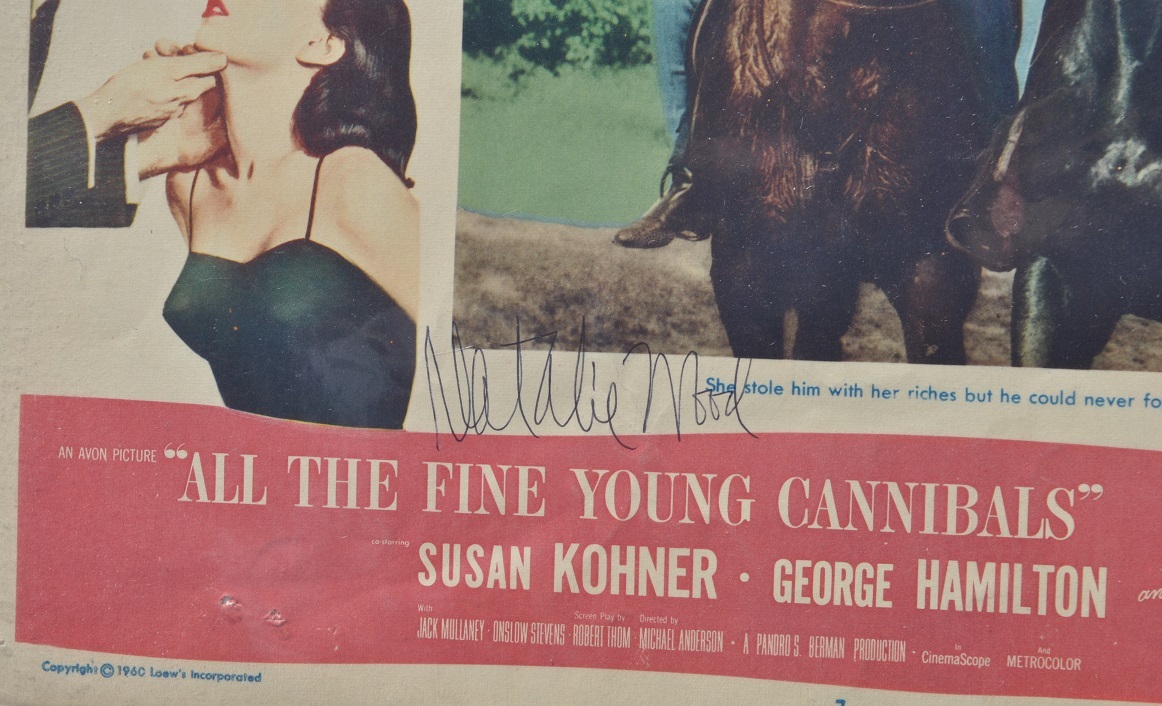 Natalie Wood
She stole him with her riches but he could never fo
AN AVON PICTURE “ALL THE FINE YOUNG CANNIBALS”
co-starring
SUSAN KOHNER · GEORGE HAMILTON an
With Screen Play by Directed by In And
JACK MULLANEY · ONSLOW STEVENS · ROBERT THOM · MICHAEL ANDERSON · A PANDRO S. BERMAN PRODUCTION · CinemaScope METROCOLOR
Copyright © 1960 Loew's Incorporated
7